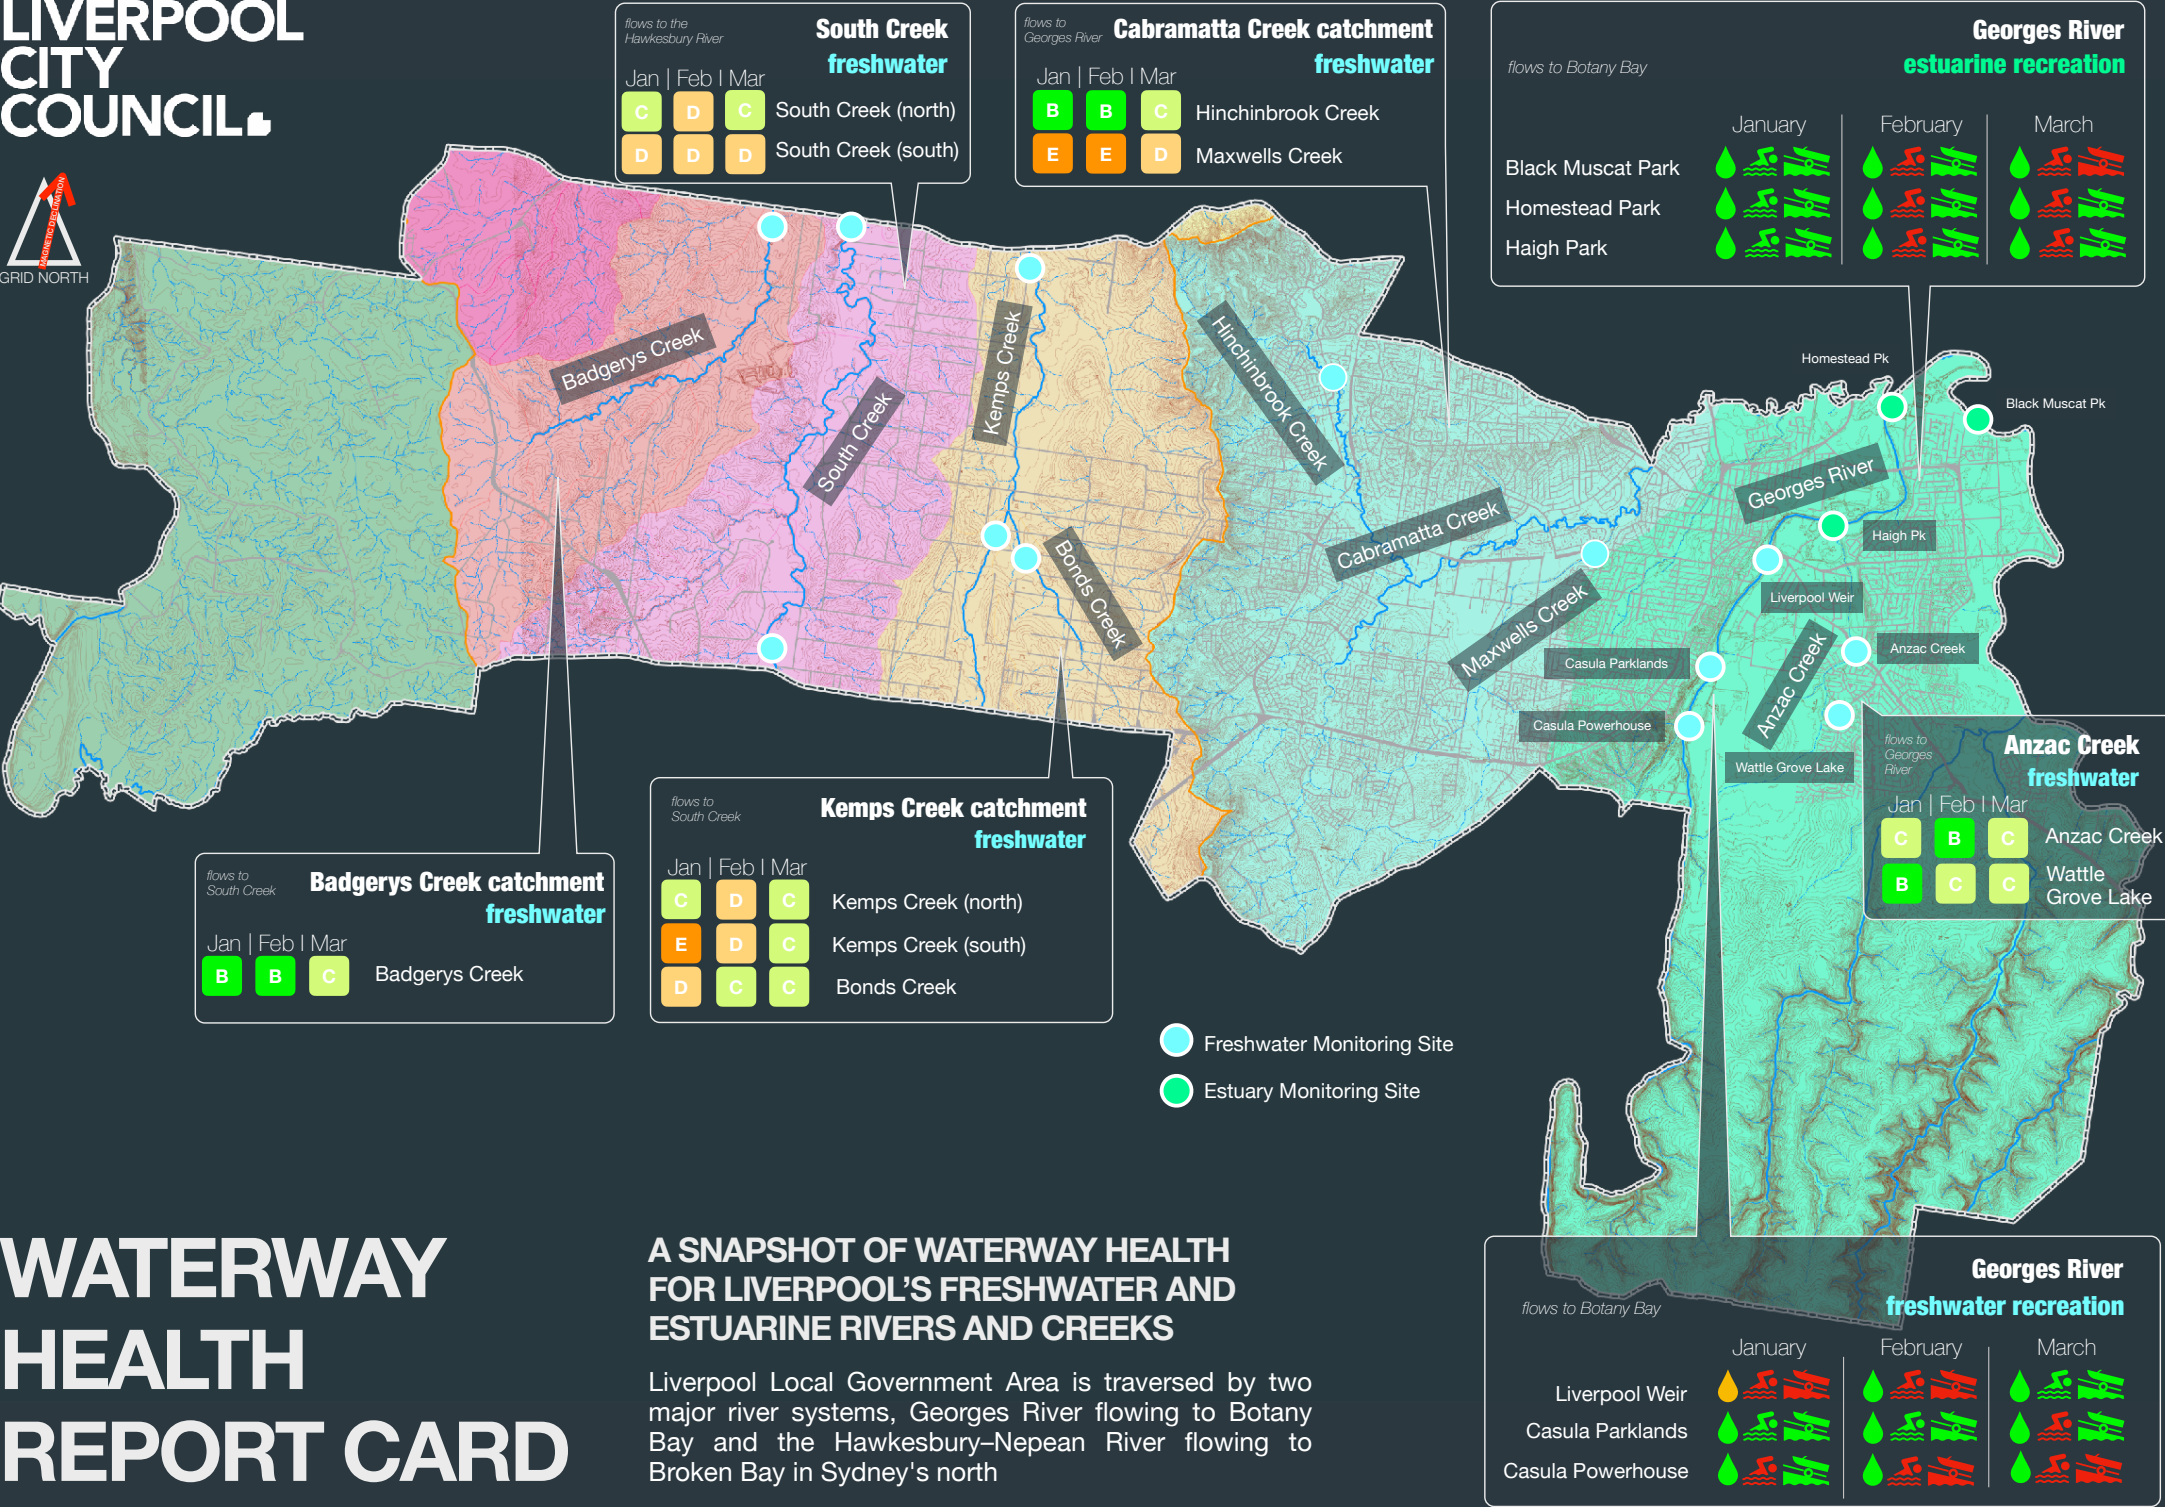 LIVERPOOL
CITY
COUNCIL
MAGNETIC DECLINATION
GRID NORTH
flows to the
Hawkesbury River
South Creek
freshwater
Jan | Feb | Mar
C D C South Creek (north)
D D D South Creek (south)
flows to
Georges River
Cabramatta Creek catchment
freshwater
Jan | Feb | Mar
B B C Hinchinbrook Creek
E E D Maxwells Creek
Georges River
estuarine recreation
flows to Botany Bay
January February March
Black Muscat Park
Homestead Park
Haigh Park
Badgerys Creek
South Creek
Kemps Creek
Bonds Creek
Hinchinbrook Creek
Cabramatta Creek
Maxwells Creek
Georges River
Anzac Creek
Homestead Pk
Black Muscat Pk
Haigh Pk
Liverpool Weir
Casula Parklands
Anzac Creek
Casula Powerhouse
Wattle Grove Lake
flows to
Georges
River
Anzac Creek
freshwater
Jan | Feb | Mar
C B C Anzac Creek
B C C Wattle
Grove Lake
flows to
South Creek
Kemps Creek catchment
freshwater
Jan | Feb | Mar
C D C Kemps Creek (north)
E D C Kemps Creek (south)
D C C Bonds Creek
flows to
South Creek
Badgerys Creek catchment
freshwater
Jan | Feb | Mar
B B C Badgerys Creek
Freshwater Monitoring Site
Estuary Monitoring Site
WATERWAY
HEALTH
REPORT CARD
A SNAPSHOT OF WATERWAY HEALTH
FOR LIVERPOOL'S FRESHWATER AND
ESTUARINE RIVERS AND CREEKS
Liverpool Local Government Area is traversed by two
major river systems, Georges River flowing to Botany
Bay and the Hawkesbury–Nepean River flowing to
Broken Bay in Sydney's north
Georges River
freshwater recreation
flows to Botany Bay
January February March
Liverpool Weir
Casula Parklands
Casula Powerhouse